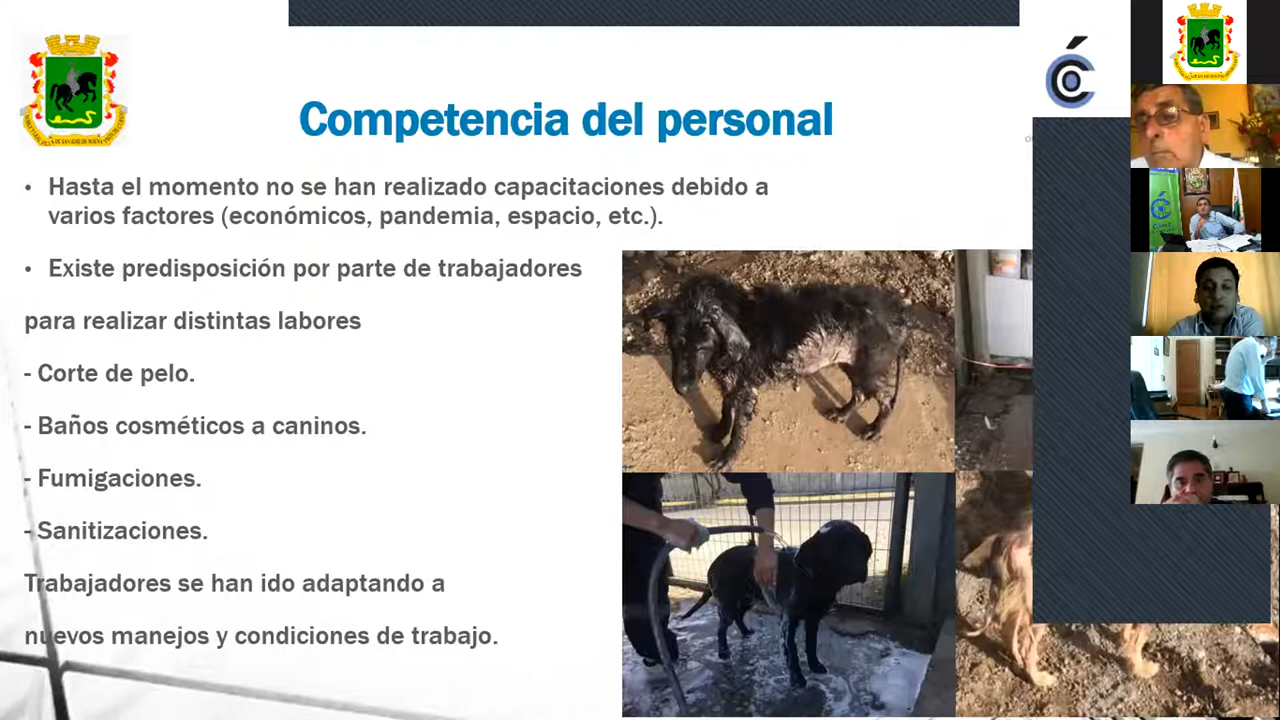 Competencia del personal
• Hasta el momento no se han realizado capacitaciones debido a
varios factores (económicos, pandemia, espacio, etc.).
• Existe predisposición por parte de trabajadores
para realizar distintas labores
- Corte de pelo.
- Baños cosméticos a caninos.
- Fumigaciones.
- Sanitizaciones.
Trabajadores se han ido adaptando a
nuevos manejos y condiciones de trabajo.